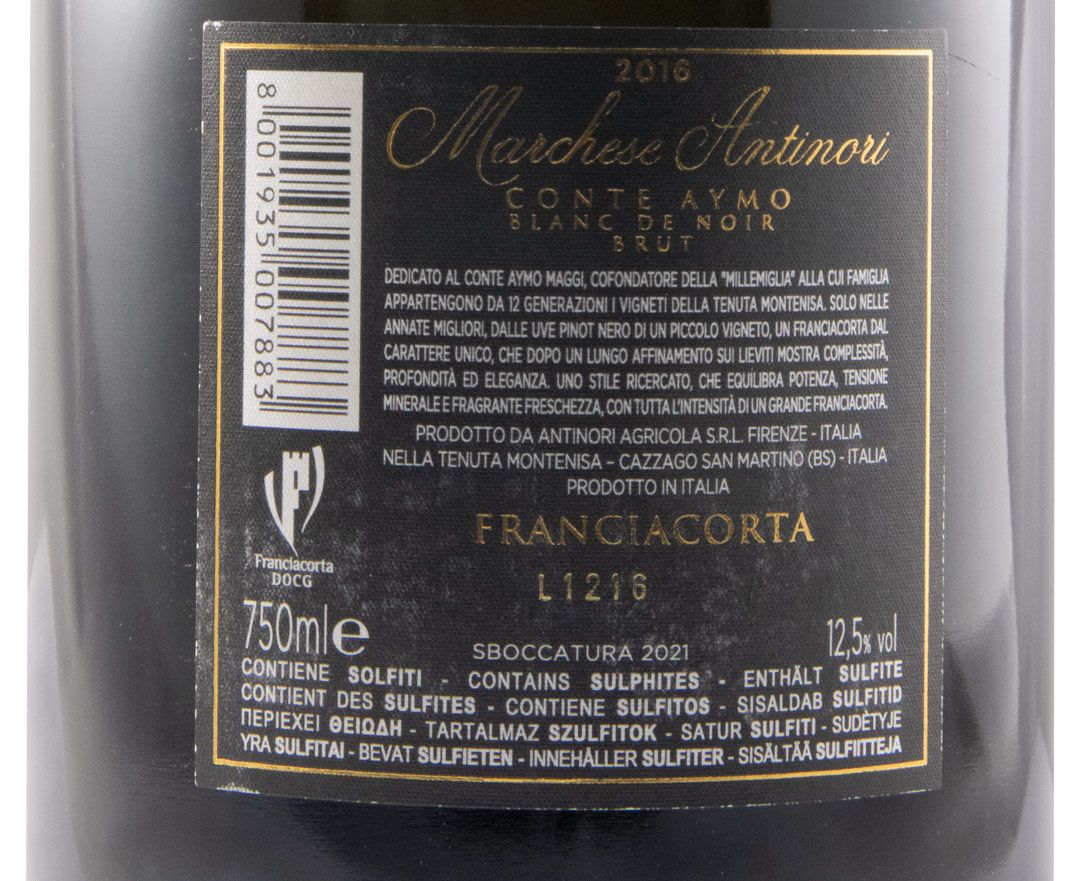 2016
Marchese Antinori
CONTE AYMO
BLANC DE NOIR
BRUT
DEDICATO AL CONTE AYMO MAGGI, COFONDATORE DELLA "MILLEMIGLIA" ALLA CUI FAMIGLIA
APPARTENGONO DA 12 GENERAZIONI I VIGNETI DELLA TENUTA MONTENISA. SOLO NELLE
ANNATE MIGLIORI, DALLE UVE PINOT NERO DI UN PICCOLO VIGNETO, UN FRANCIACORTA DAL
CARATTERE UNICO, CHE DOPO UN LUNGO AFFINAMENTO SUI LIEVITI MOSTRA COMPLESSITÀ,
PROFONDITÀ ED ELEGANZA. UNO STILE RICERCATO, CHE EQUILIBRA POTENZA, TENSIONE
MINERALE E FRAGRANTE FRESCHEZZA, CON TUTTA L'INTENSITÀ DI UN GRANDE FRANCIACORTA.
PRODOTTO DA ANTINORI AGRICOLA S.R.L. FIRENZE - ITALIA
NELLA TENUTA MONTENISA – CAZZAGO SAN MARTINO (BS) - ITALIA
PRODOTTO IN ITALIA
FRANCIACORTA
L1216
8 001935 007883
Franciacorta
DOCG
750ml e
SBOCCATURA 2021
12,5% vol
CONTIENE SOLFITI - CONTAINS SULPHITES - ENTHÄLT SULFITE
CONTIENT DES SULFITES - CONTIENE SULFITOS - SISALDAB SULFITID
ΠΕΡΙΕΧΕΙ ΘΕΙΩΔΗ - TARTALMAZ SZULFITOK - SATUR SULFITI - SUDĖTYJE
YRA SULFITAI - BEVAT SULFIETEN - INNEHÅLLER SULFITER - SISÄLTÄÄ SULFIITTEJA